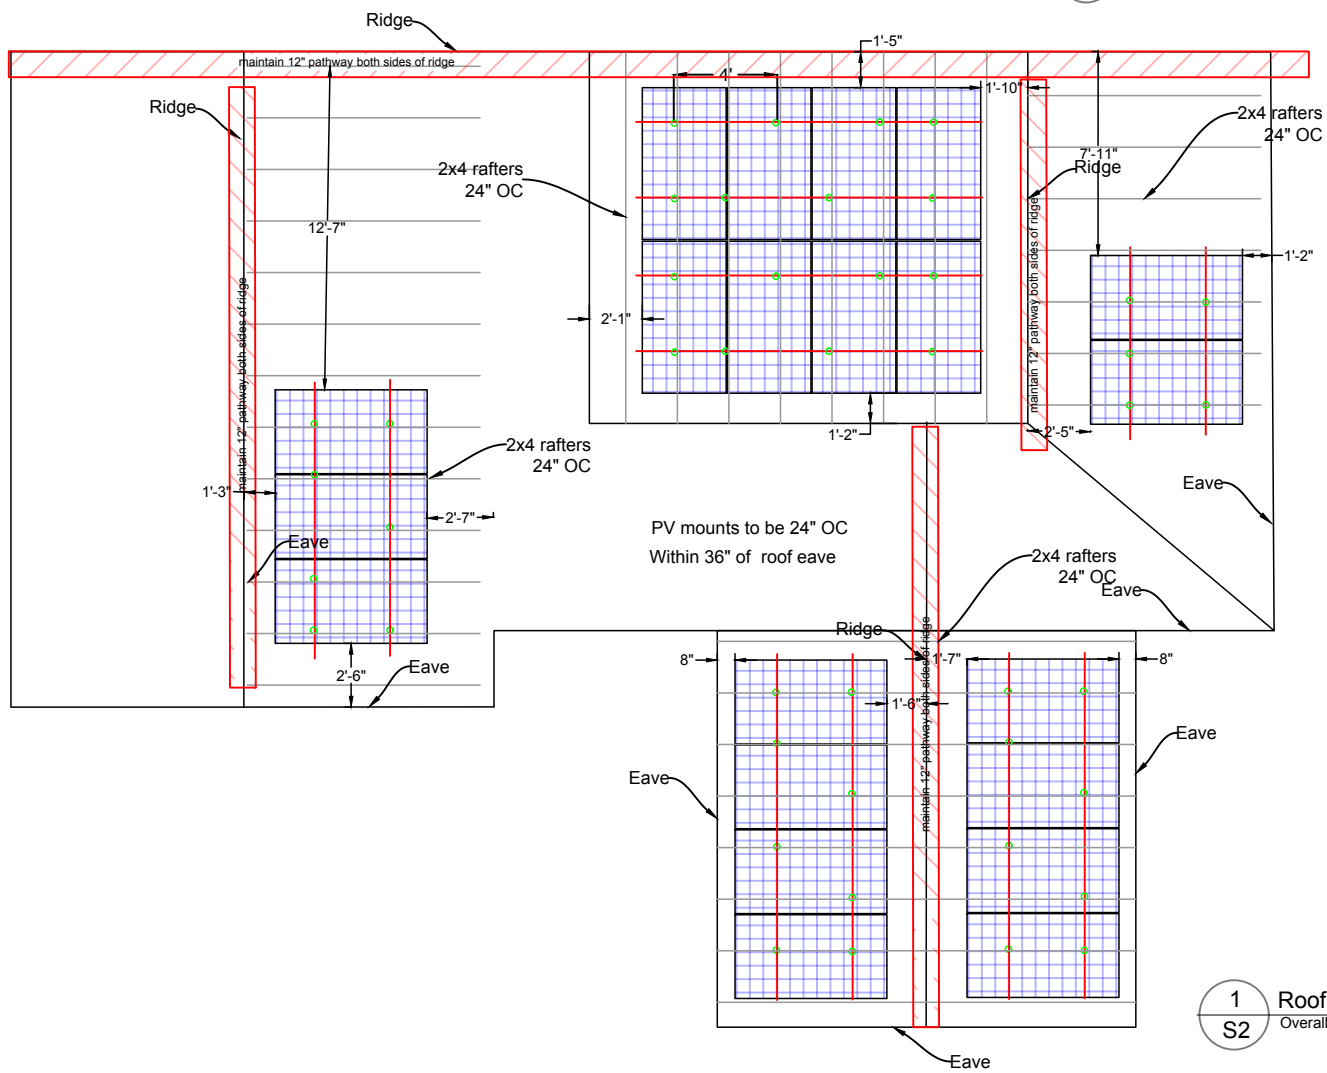 Ridge
maintain 12" pathway both sides of ridge
1'-5"
4'
1'-10"
Ridge
2x4 rafters
24" OC
7'-11"
Ridge
2x4 rafters
24" OC
12'-7"
maintain 12" pathway both sides of ridge
maintain 12" pathway both sides of ridge
1'-2"
2'-1"
1'-2"
2'-5"
2x4 rafters
24" OC
1'-3"
2'-7"
Eave
Eave
PV mounts to be 24" OC
Within 36" of roof eave
2x4 rafters
24" OC
Eave
Ridge
2'-6"
Eave
8"
1'-7"
8"
1'-6"
maintain 12" pathway both sides of ridge
Eave
Eave
Eave
1
S2
Roof
Overall